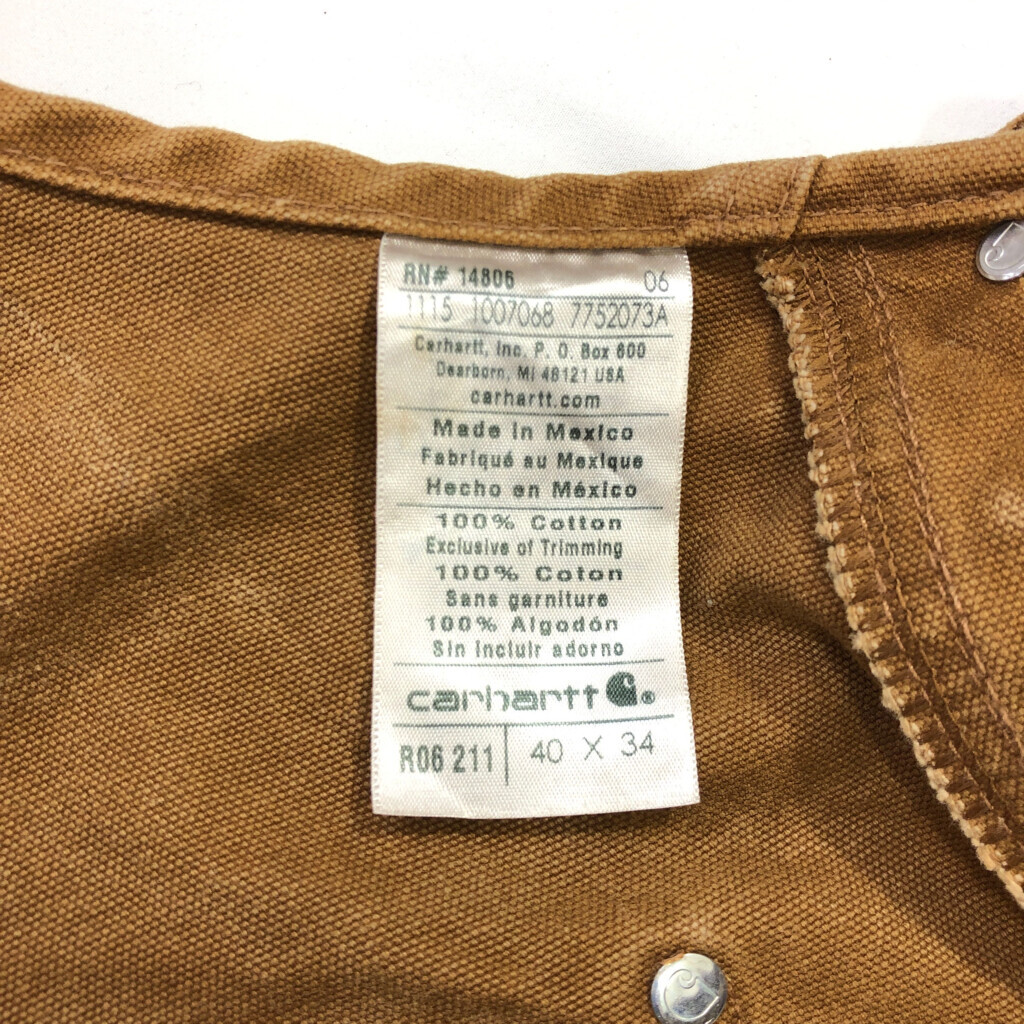 RN# 14806 06
1115 1007068 7752073A
Carhartt, Inc. P. O. Box 600
Dearborn, MI 48121 USA
carhartt.com
Made in Mexico
Fabriqué au Mexique
Hecho en México
100% Cotton
Exclusive of Trimming
100% Coton
Sans garniture
100% Algodón
Sin incluir adorno
carhartt ®
R06 211 40 X 34